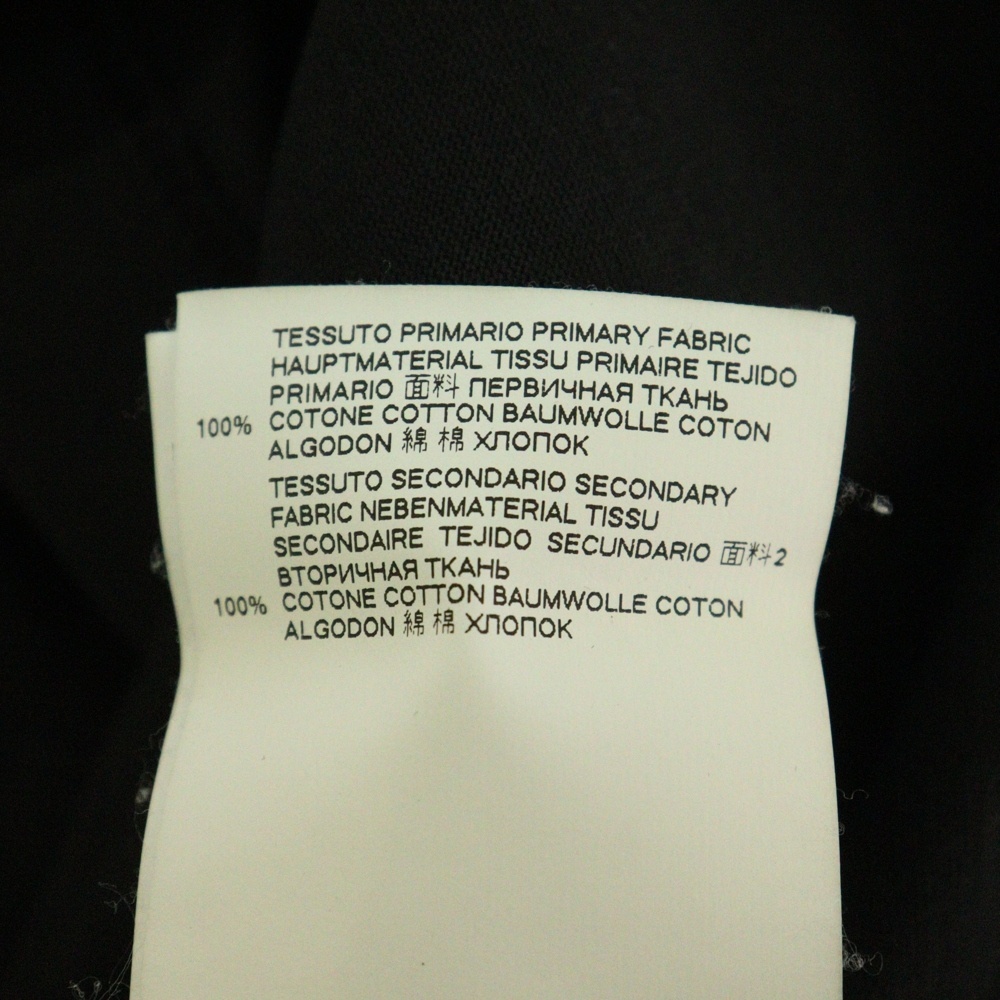 TESSUTO PRIMARIO PRIMARY FABRIC
HAUPTMATERIAL TISSU PRIMAIRE TEJIDO
PRIMARIO 面料 ПЕРВИЧНАЯ ТКАНЬ
100% COTONE COTTON BAUMWOLLE COTON
ALGODON 綿 棉 ХЛОПОК
TESSUTO SECONDARIO SECONDARY
FABRIC NEBENMATERIAL TISSU
SECONDAIRE TEJIDO SECUNDARIO 面料2
ВТОРИЧНАЯ ТКАНЬ
100% COTONE COTTON BAUMWOLLE COTON
ALGODON 綿 棉 ХЛОПОК